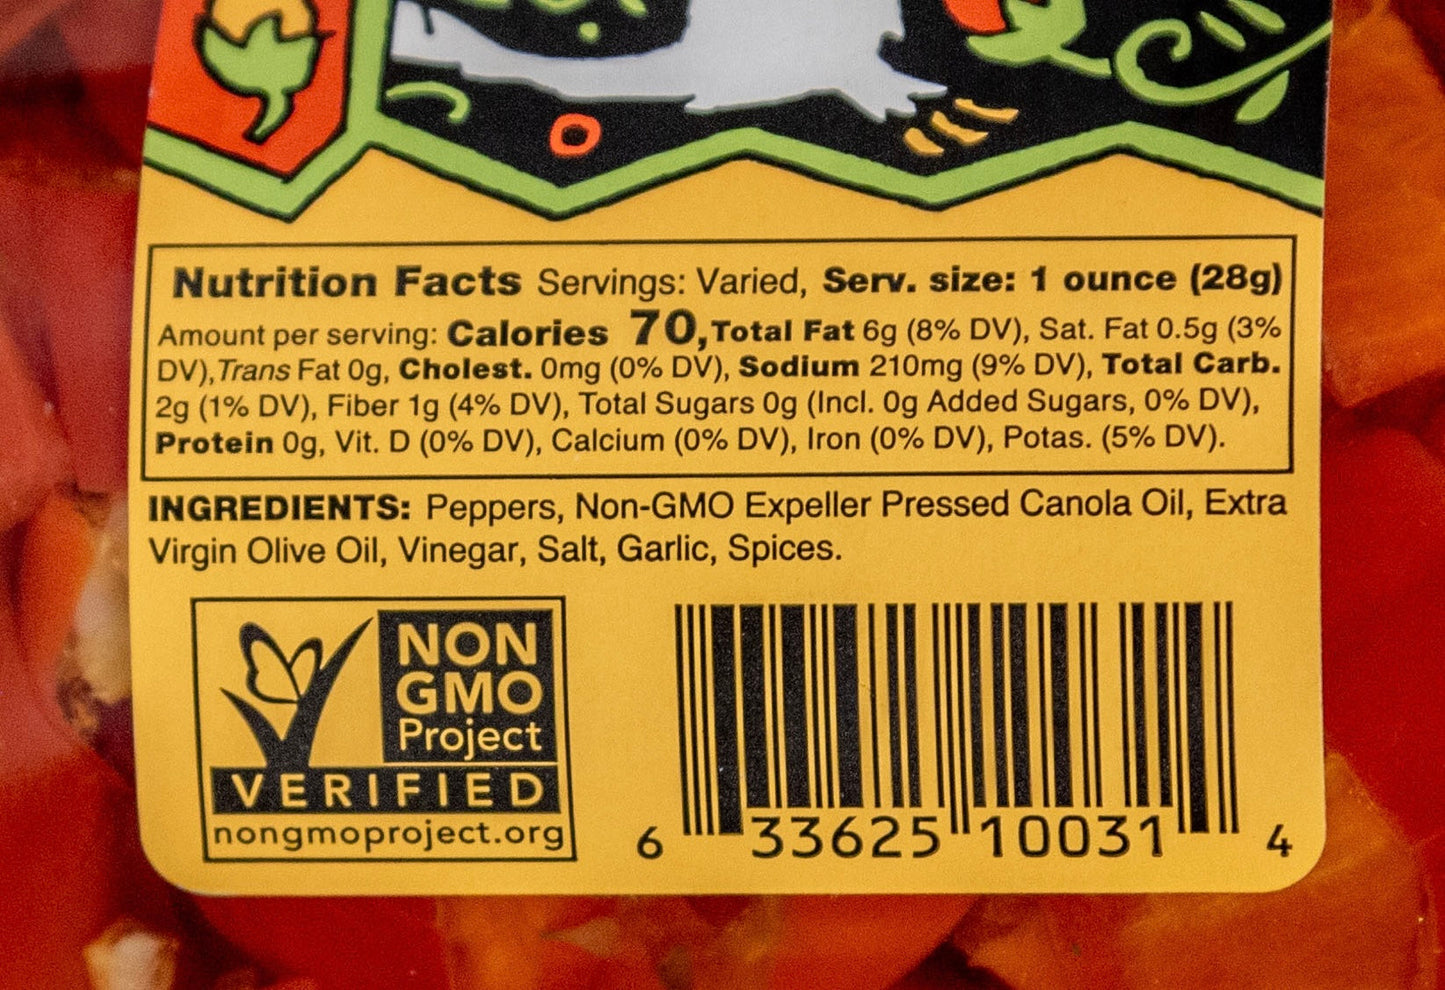 Nutrition Facts Servings: Varied, Serv. size: 1 ounce (28g)
Amount per serving: Calories 70, Total Fat 6g (8% DV), Sat. Fat 0.5g (3%
DV), Trans Fat 0g, Cholest. 0mg (0% DV), Sodium 210mg (9% DV), Total Carb.
2g (1% DV), Fiber 1g (4% DV), Total Sugars 0g (Incl. 0g Added Sugars, 0% DV),
Protein 0g, Vit. D (0% DV), Calcium (0% DV), Iron (0% DV), Potas. (5% DV).
INGREDIENTS: Peppers, Non-GMO Expeller Pressed Canola Oil, Extra
Virgin Olive Oil, Vinegar, Salt, Garlic, Spices.
NON
GMO
Project
VERIFIED
nongmoproject.org
6 33625 10031 4